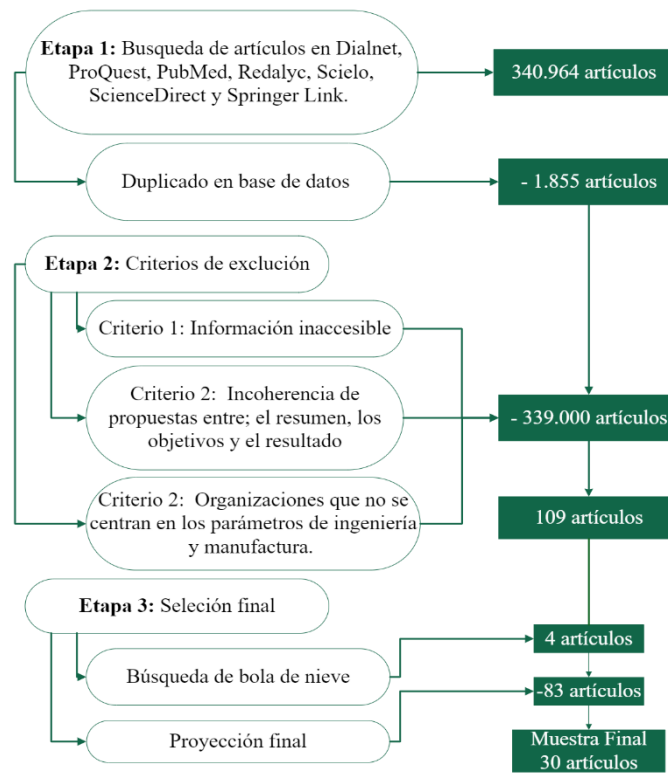 Etapa 1: Busqueda de artículos en Dialnet,
ProQuest, PubMed, Redalyc, Scielo,
ScienceDirect y Springer Link.
340.964 artículos
Duplicado en base de datos
- 1.855 artículos
Etapa 2: Criterios de exclución
Criterio 1: Información inaccesible
Criterio 2: Incoherencia de
propuestas entre; el resumen, los
objetivos y el resultado
- 339.000 artículos
Criterio 2: Organizaciones que no se
centran en los parámetros de ingeniería
y manufactura.
109 artículos
Etapa 3: Seleción final
4 artículos
Búsqueda de bola de nieve
-83 artículos
Proyección final
Muestra Final
30 artículos